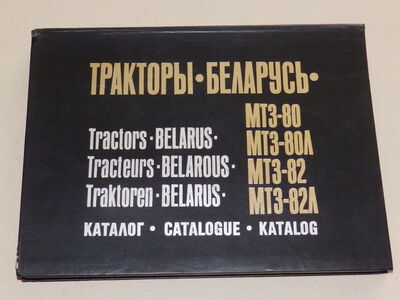 ТРАКТОРЫ•БЕЛАРУСЬ•
МТЗ-80
Tractors·BELARUS· МТЗ-80Л
Tracteurs·BELAROUS· МТЗ-82
Traktoren·BELARUS· МТЗ-82Л
КАТАЛОГ • CATALOGUE • KATALOG